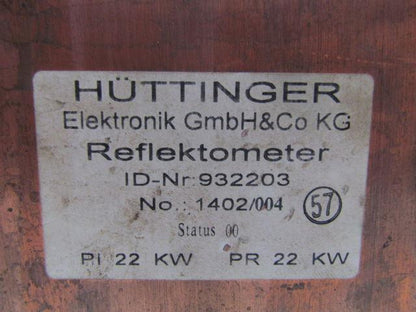 HÜTTINGER
Elektronik GmbH&Co KG
Reflektometer
ID-Nr:932203
No.: 1402/004 57
Status 00
PI 22 KW PR 22 KW